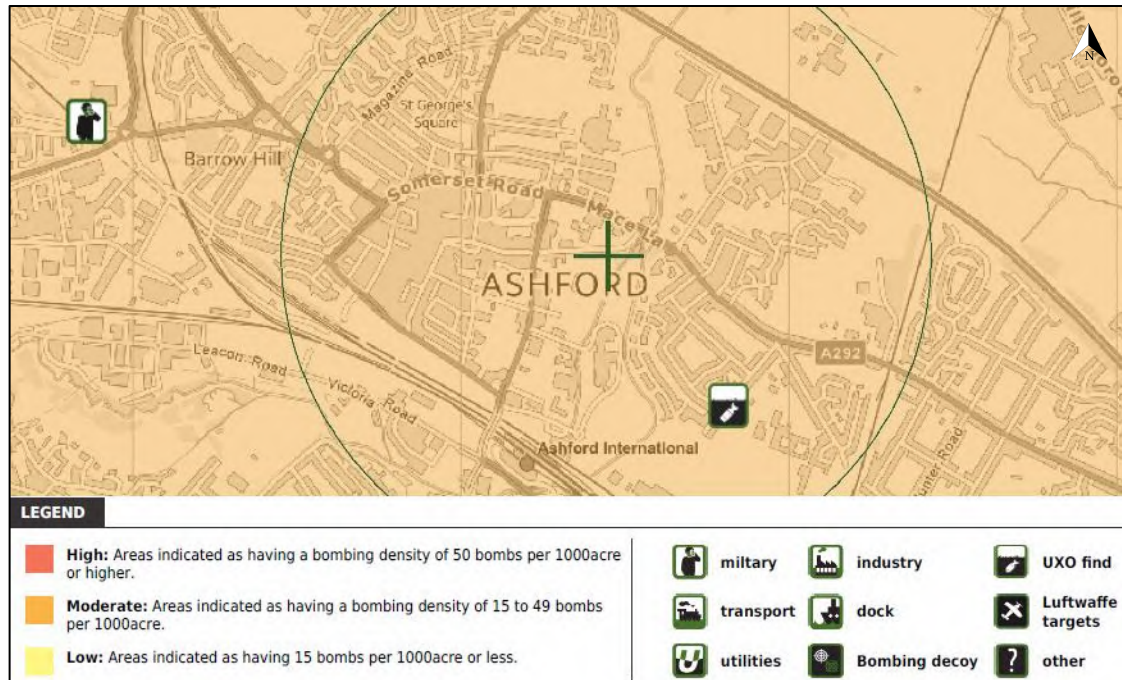 N
Magazine Road
St George's
Square
Barrow Hill
Somerset Road
Mace La
ASHFORD
A292
Leacon Road
Victoria Road
Ashford International
LEGEND
High: Areas indicated as having a bombing density of 50 bombs per 1000acre
or higher.
Moderate: Areas indicated as having a bombing density of 15 to 49 bombs
per 1000acre.
Low: Areas indicated as having 15 bombs per 1000acre or less.
miltary
industry
UXO find
transport
dock
Luftwaffe
targets
utilities
Bombing decoy
?
other